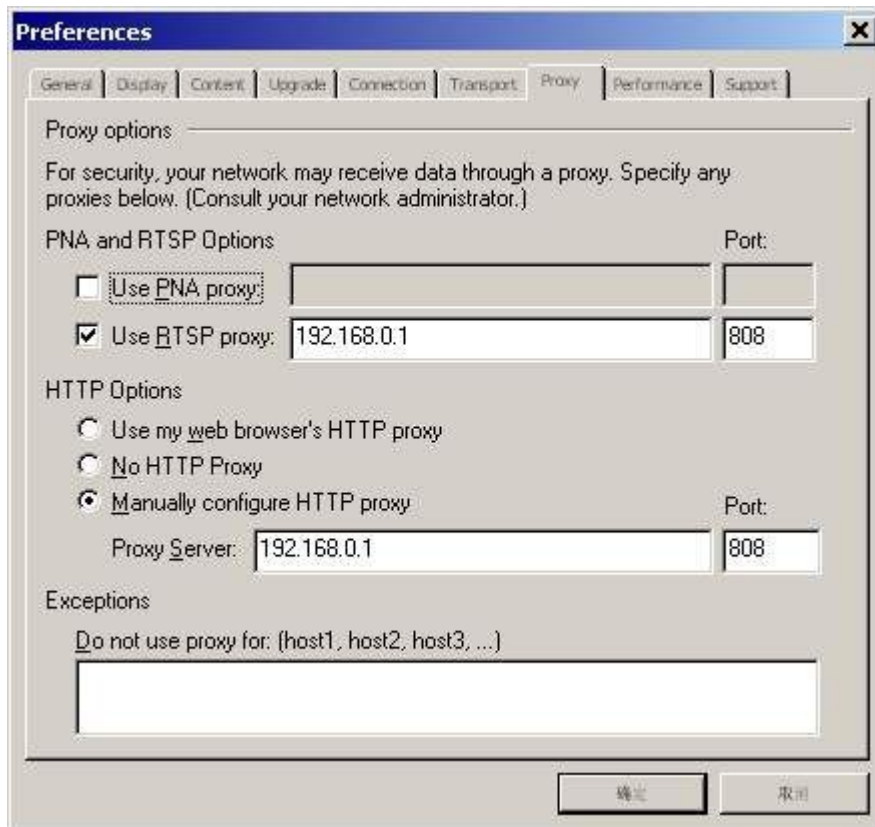 Preferences
General Display Content Upgrade Connection Transport Proxy Performance Support
Proxy options
For security, your network may receive data through a proxy. Specify any
proxies below. (Consult your network administrator.)
PNA and RTSP Options Port:
Use PNA proxy:
Use RTSP proxy: 192.168.0.1 808
HTTP Options
Use my web browser's HTTP proxy
No HTTP Proxy
Manually configure HTTP proxy Port:
Proxy Server: 192.168.0.1 808
Exceptions
Do not use proxy for: (host1, host2, host3, ...)
确定 取消